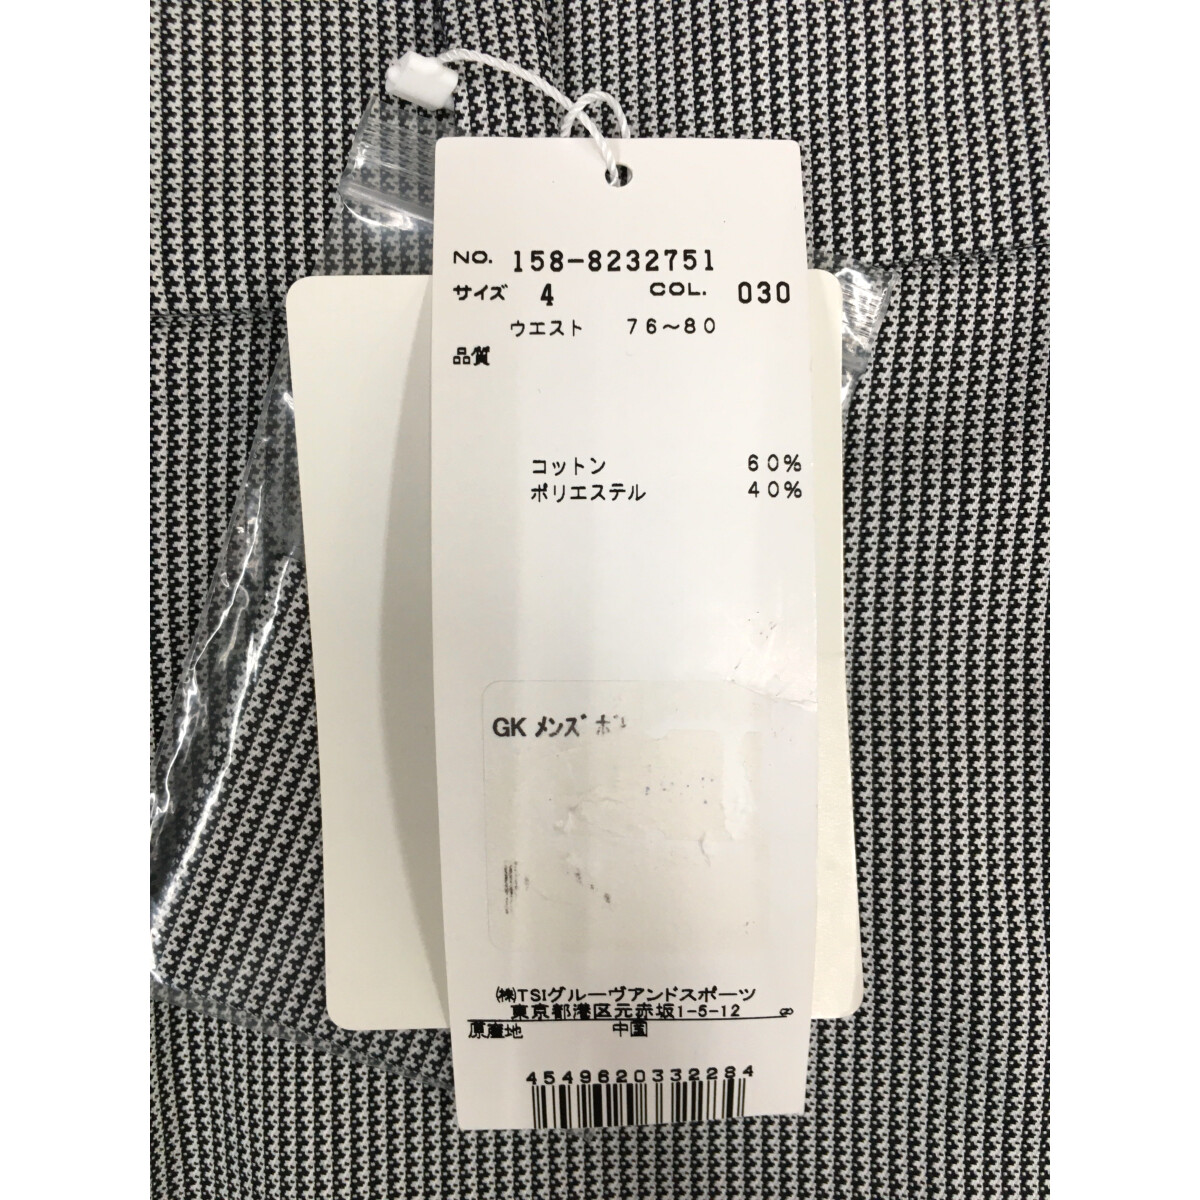 NO. 158-8232751
サイズ 4 COL. 030
ウエスト 76～80
品質
コットン 60%
ポリエステル 40%
GK メンズ
㈱TSIグルーヴアンドスポーツ
東京都港区元赤坂1-5-12
原産地 中国
4549620332284